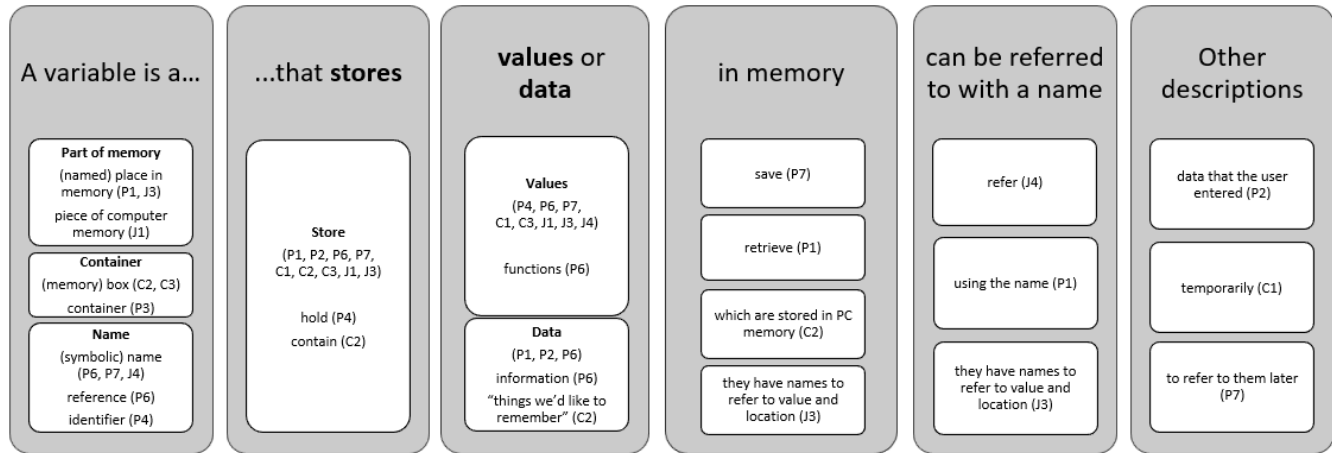 A variable is a…
Part of memory
(named) place in
memory (P1, J3)
piece of computer
memory (J1)
Container
(memory) box (C2, C3)
container (P3)
Name
(symbolic) name
(P6, P7, J4)
reference (P6)
identifier (P4)
...that stores
Store
(P1, P2, P6, P7,
C1, C2, C3, J1, J3)
hold (P4)
contain (C2)
values or
data
Values
(P4, P6, P7,
C1, C3, J1, J3, J4)
functions (P6)
Data
(P1, P2, P6)
information (P6)
“things we’d like to
remember” (C2)
in memory
save (P7)
retrieve (P1)
which are stored in PC
memory (C2)
they have names to
refer to value and
location (J3)
can be referred
to with a name
refer (J4)
using the name (P1)
they have names to
refer to value and
location (J3)
Other
descriptions
data that the user
entered (P2)
temporarily (C1)
to refer to them later
(P7)